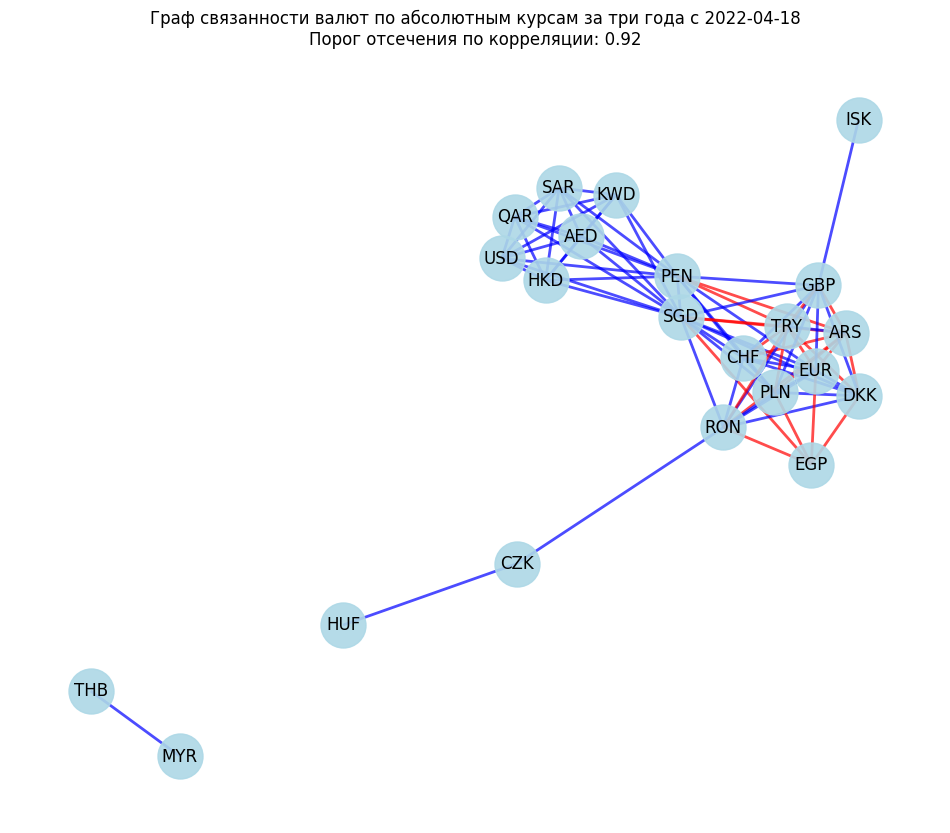 Граф связанности валют по абсолютным курсам за три года с 2022-04-18
Порог отсечения по корреляции: 0.92
ISK
SAR
KWD
QAR
AED
USD
HKD
PEN
GBP
SGD
TRY
ARS
CHF
EUR
PLN
DKK
RON
EGP
CZK
HUF
THB
MYR